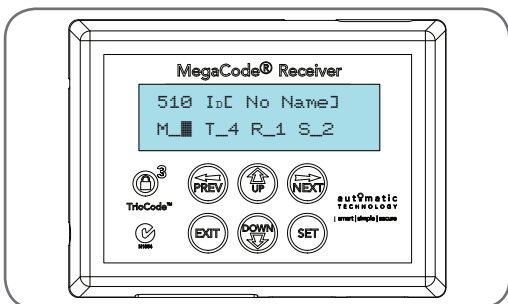 MegaCode® Receiver
510 ID[ No Name]
M_ T_4 R_1 S_2
3
TrioCode™
PREV
UP
NEXT
EXIT
DOWN
SET
automatic
TECHNOLOGY
smart | simple | secure